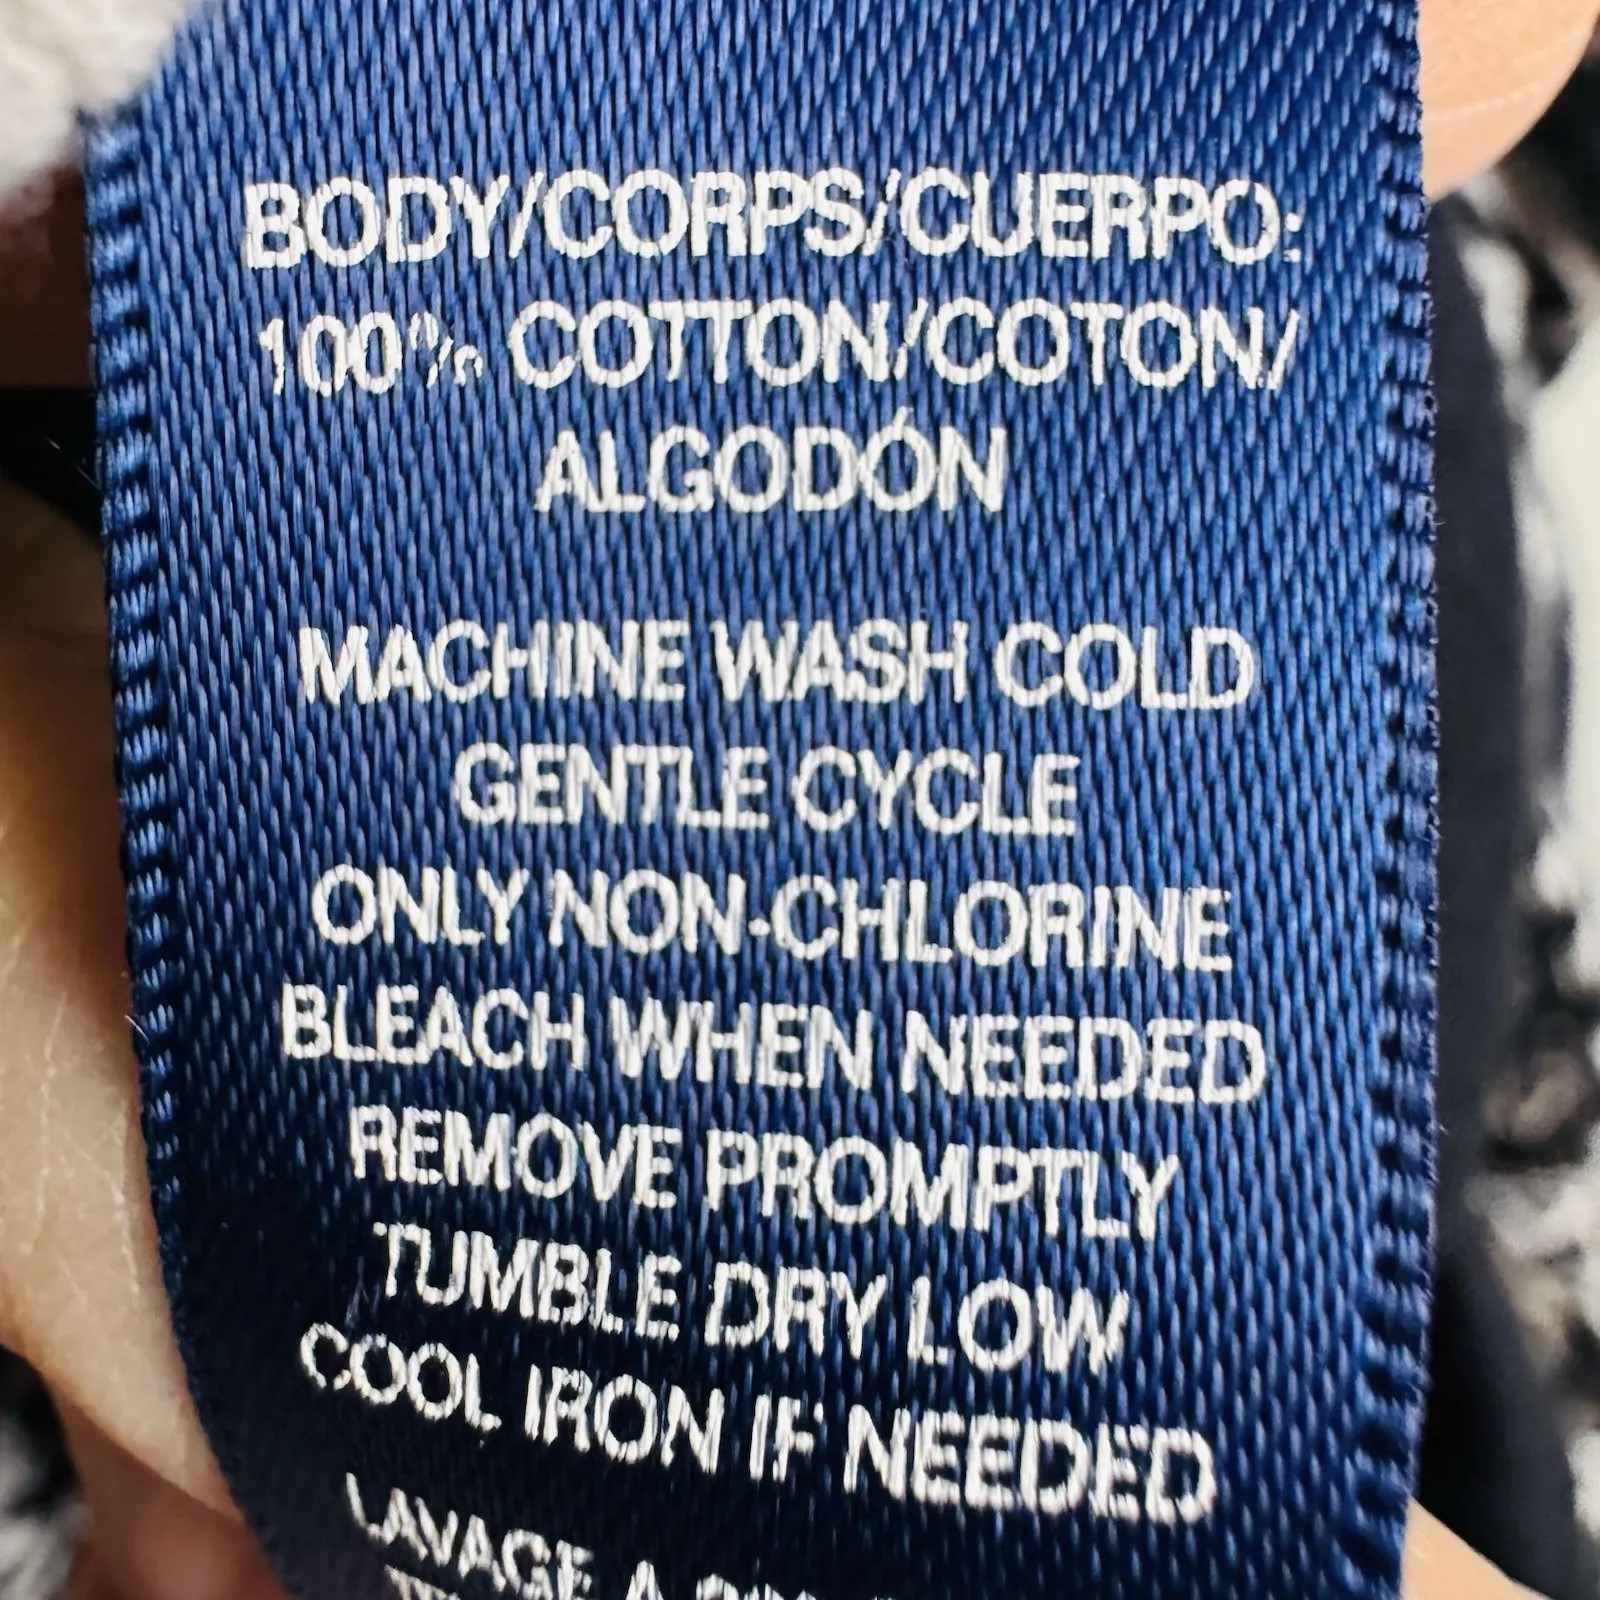 BODY/CORPS/CUERPO:
100% COTTON/COTON/
ALGODÓN
MACHINE WASH COLD
GENTLE CYCLE
ONLY NON-CHLORINE
BLEACH WHEN NEEDED
REMOVE PROMPTLY
TUMBLE DRY LOW
COOL IRON IF NEEDED
LAVAGE A